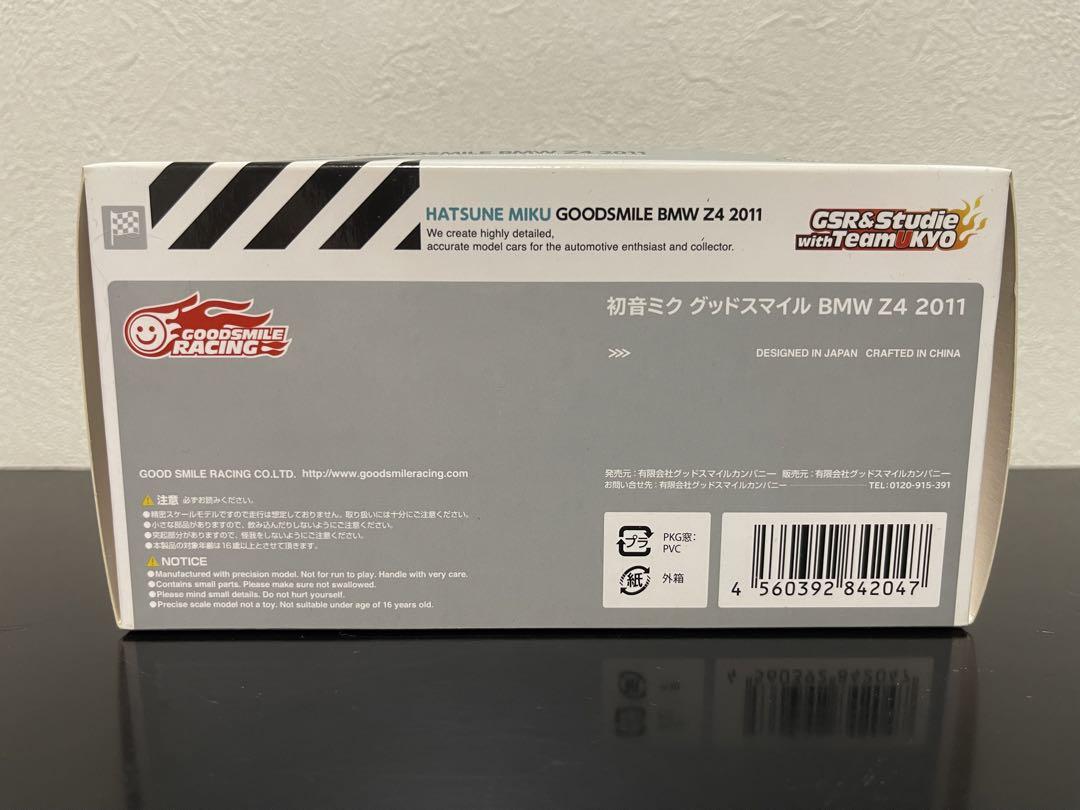 GOODSMILE BMW Z4 2011
HATSUNE MIKU GOODSMILE BMW Z4 2011
We create highly detailed,
accurate model cars for the automotive enthsiast and collector.
GSR&Studie
withTeamUKYO
GOODSMILE
RACING
初音ミク グッドスマイル BMW Z4 2011
>>> DESIGNED IN JAPAN CRAFTED IN CHINA
GOOD SMILE RACING CO.LTD. http://www.goodsmileracing.com
注意 必ずお読みください。
●精密スケールモデルですので走行は想定しておりません。取り扱いには十分にご注意ください。
●小さな部品がありますので、飲み込んだりしないようにご注意ください。
●突起部分がありますので、怪我をしないようにご注意ください。
●本製品の対象年齢は16歳以上とさせて頂きます。
NOTICE
●Manufactured with precision model. Not for run to play. Handle with very care.
●Contains small parts. Please make sure not swallowed.
●Please mind small details. Do not hurt yourself.
●Precise scale model not a toy. Not suitable under age of 16 years old.
発売元:有限会社グッドスマイルカンパニー 販売元:有限会社グッドスマイルカンパニー
お問い合せ先:有限会社グッドスマイルカンパニー TEL:0120-915-391
プラ PKG窓:
PVC
紙 外箱
4 560392 842047